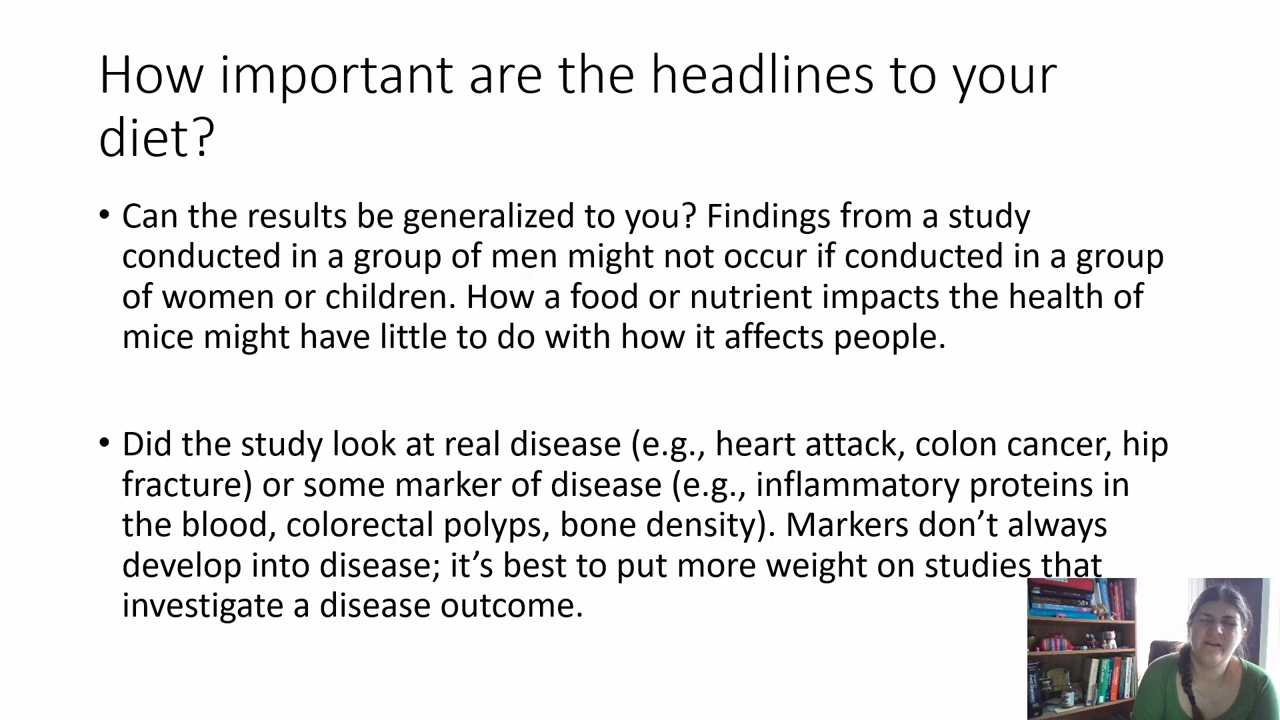 How important are the headlines to your
diet?
• Can the results be generalized to you? Findings from a study
conducted in a group of men might not occur if conducted in a group
of women or children. How a food or nutrient impacts the health of
mice might have little to do with how it affects people.
• Did the study look at real disease (e.g., heart attack, colon cancer, hip
fracture) or some marker of disease (e.g., inflammatory proteins in
the blood, colorectal polyps, bone density). Markers don’t always
develop into disease; it’s best to put more weight on studies that
investigate a disease outcome.